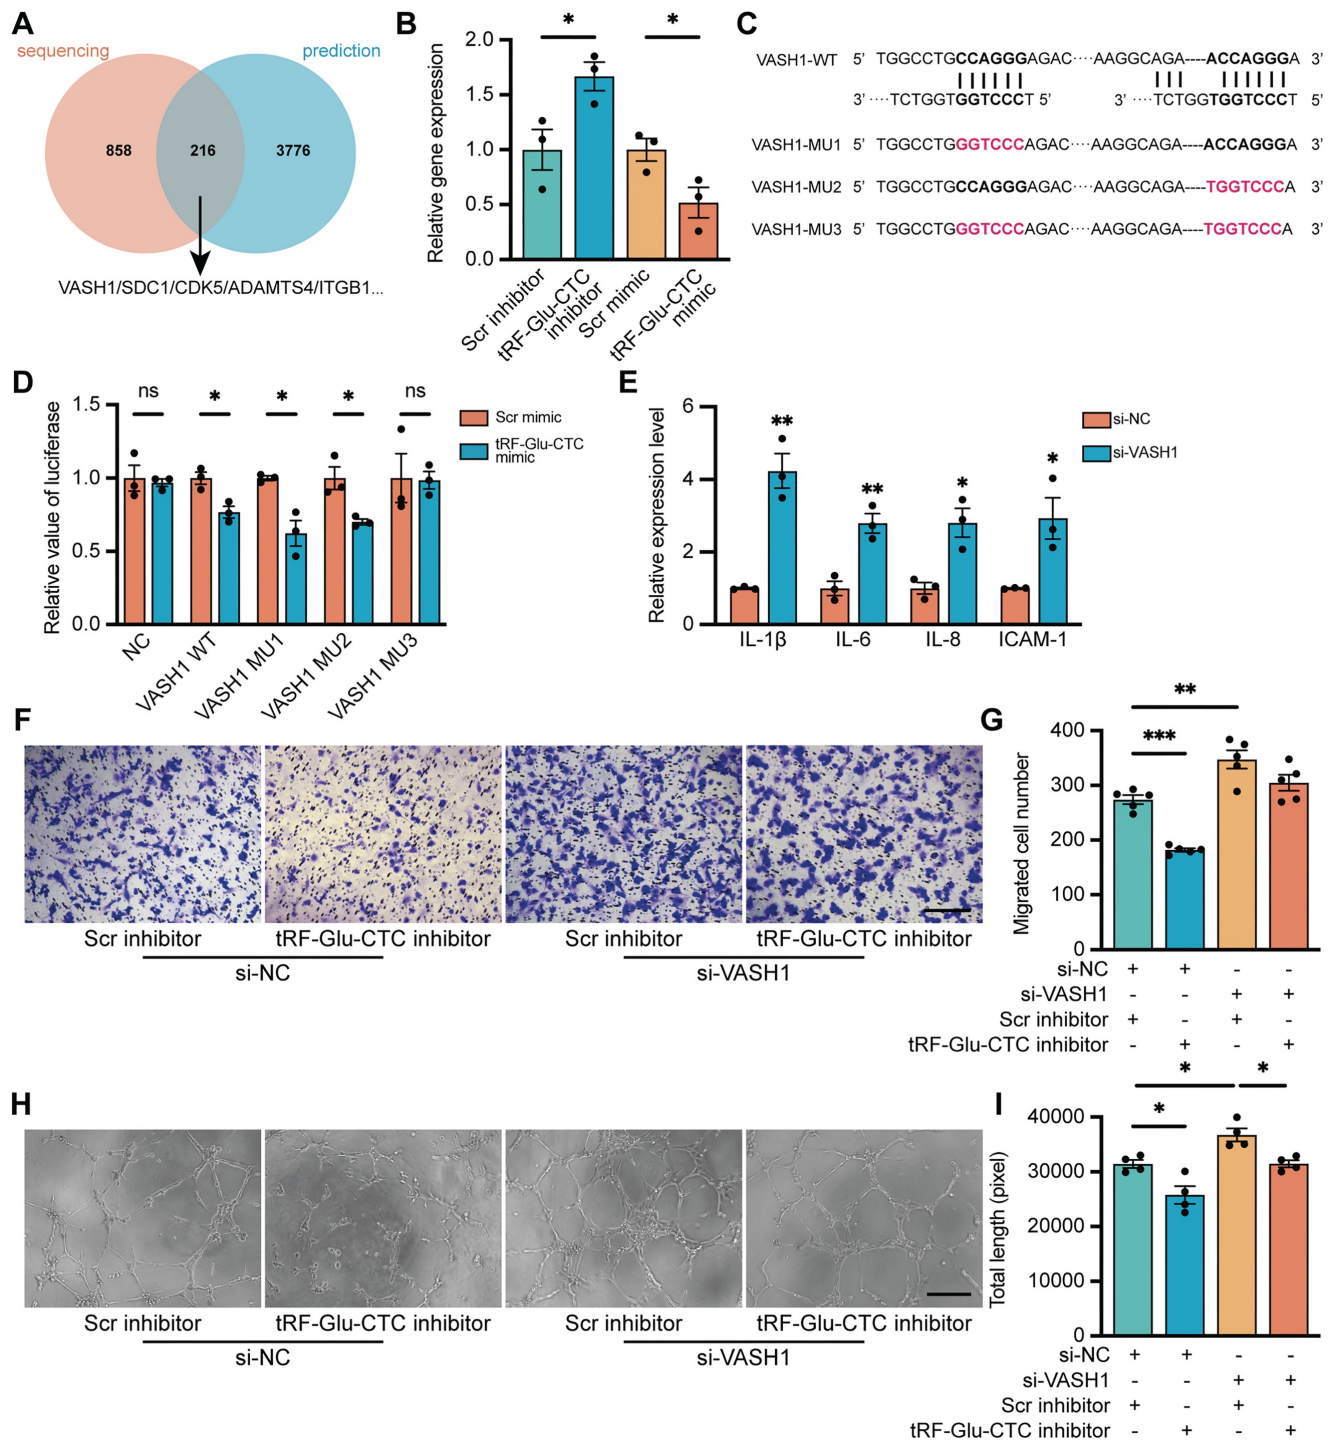 A
sequencing
prediction
858
216
3776
VASH1/SDC1/CDK5/ADAMTS4/ITGB1...
B
Relative gene expression
2.0
1.5
1.0
0.5
0.0
*
*
Scr inhibitor
tRF-Glu-CTC
inhibitor
Scr mimic
tRF-Glu-CTC
mimic
C
VASH1-WT 5’ TGGCCTGCCAGGGAGAC····AAGGCAGA----ACCAGGGA 3’
3’ ····TCTGGTGGTCCCT 5’ 3’ ····TCTGGTGGTCCCT 5’
VASH1-MU1 5’ TGGCCTGGGTCCCAGAC····AAGGCAGA----ACCAGGGA 3’
VASH1-MU2 5’ TGGCCTGCCAGGGAGAC····AAGGCAGA----TGGTCCCA 3’
VASH1-MU3 5’ TGGCCTGGGTCCCAGAC····AAGGCAGA----TGGTCCCA 3’
D
Relative value of luciferase
1.5
1.0
0.5
0.0
ns
*
*
*
ns
Scr mimic
tRF-Glu-CTC
mimic
NC
VASH1 WT
VASH1 MU1
VASH1 MU2
VASH1 MU3
E
Relative expression level
6
4
2
0
**
**
*
*
si-NC
si-VASH1
IL-1β
IL-6
IL-8
ICAM-1
F
Scr inhibitor
tRF-Glu-CTC inhibitor
Scr inhibitor
tRF-Glu-CTC inhibitor
si-NC
si-VASH1
G
Migrated cell number
400
300
200
100
0
**
***
si-NC + + - -
si-VASH1 - - + +
Scr inhibitor + - + -
tRF-Glu-CTC inhibitor - + - +
H
Scr inhibitor
tRF-Glu-CTC inhibitor
Scr inhibitor
tRF-Glu-CTC inhibitor
si-NC
si-VASH1
I
Total length (pixel)
40000
30000
20000
10000
0
*
*
*
si-NC + + - -
si-VASH1 - - + +
Scr inhibitor + - + -
tRF-Glu-CTC inhibitor - + - +